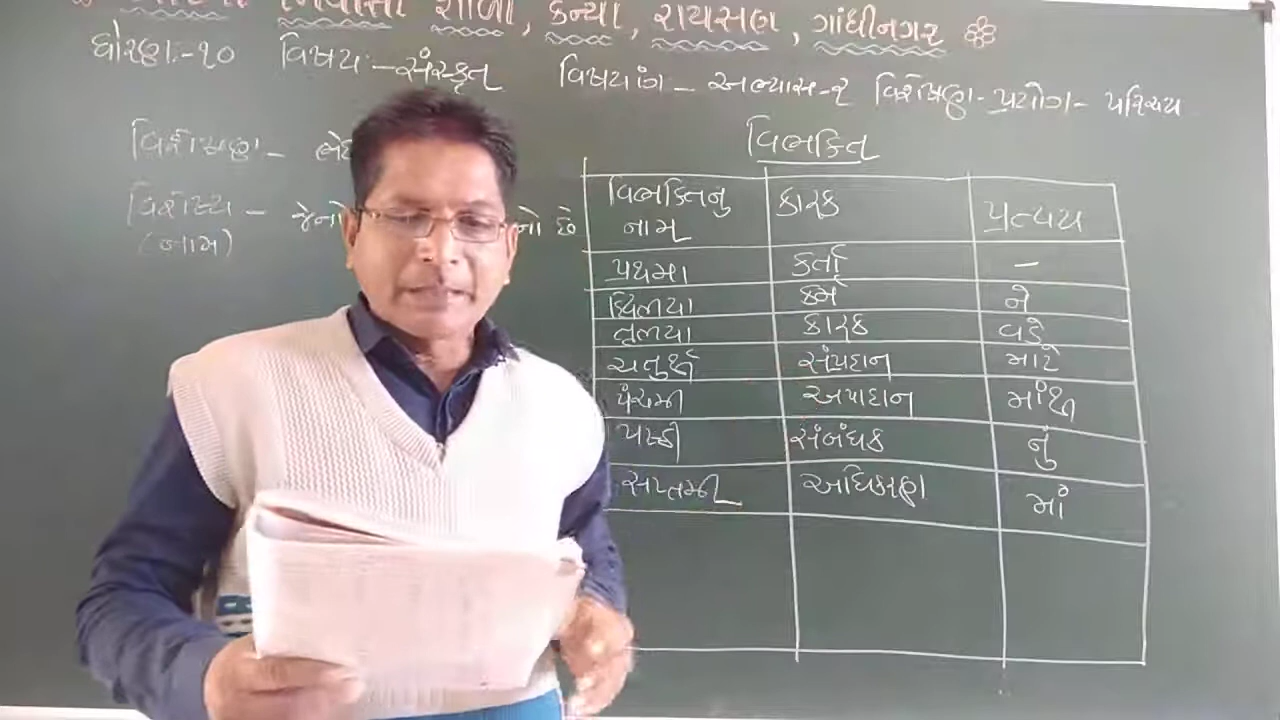 નિવાસી શાળા, કન્યા, રાયસણ, ગાંધીનગર
ધોરણ:-૧૦ વિષય:-સંસ્કૃત વિષયાંગ - અભ્યાસ-૨ વિશેષણ-પ્રયોગ- પરિચય
વિશેષણ -
વિશેષ્ય - જેનો નો છે
(નામ)
વિભક્તિ
વિભક્તિનુ નામ કારક પ્રત્યય
પ્રથમા કર્તા -
દ્વિતિયા કર્મ ને
તૃતિયા કારક વડે
ચતુર્થી સંપ્રદાન માટે
પંચમી અપાદાન માંથી
ષષ્ઠી સંબંધક નું
સપ્તમી અધિકરણ માં